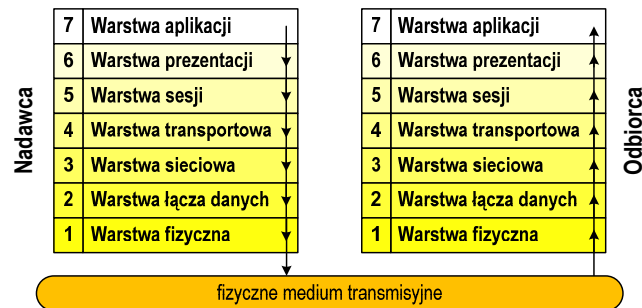 Nadawca
7 Warstwa aplikacji
6 Warstwa prezentacji
5 Warstwa sesji
4 Warstwa transportowa
3 Warstwa sieciowa
2 Warstwa łącza danych
1 Warstwa fizyczna
7 Warstwa aplikacji
6 Warstwa prezentacji
5 Warstwa sesji
4 Warstwa transportowa
3 Warstwa sieciowa
2 Warstwa łącza danych
1 Warstwa fizyczna
Odbiorca
fizyczne medium transmisyjne